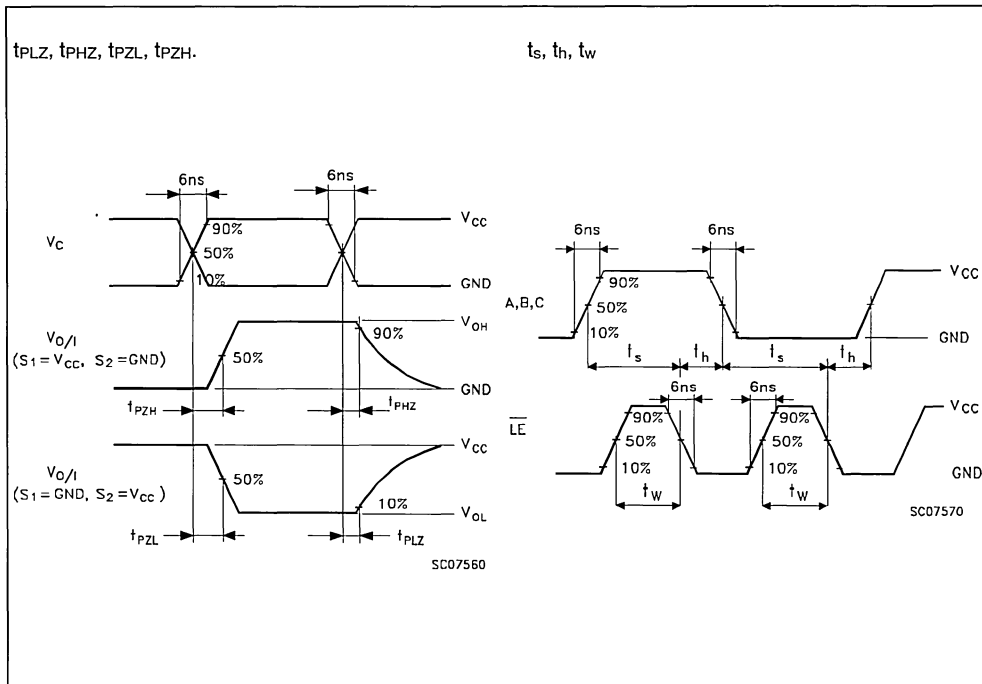 tPLZ, tPHZ, tPZL, tPZH.
ts, th, tw
6ns
6ns
VC
VCC
90%
50%
10%
GND
VO/I
(S1=VCC, S2=GND)
VOH
90%
50%
GND
tPZH
tPHZ
VO/I
(S1=GND, S2=VCC)
VCC
50%
10%
VOL
tPZL
tPLZ
SC07560
6ns
6ns
A,B,C
VCC
90%
50%
10%
GND
ts
th
ts
th
6ns
6ns
LE
VCC
90%
90%
50%
50%
10%
10%
GND
tW
tW
SC07570